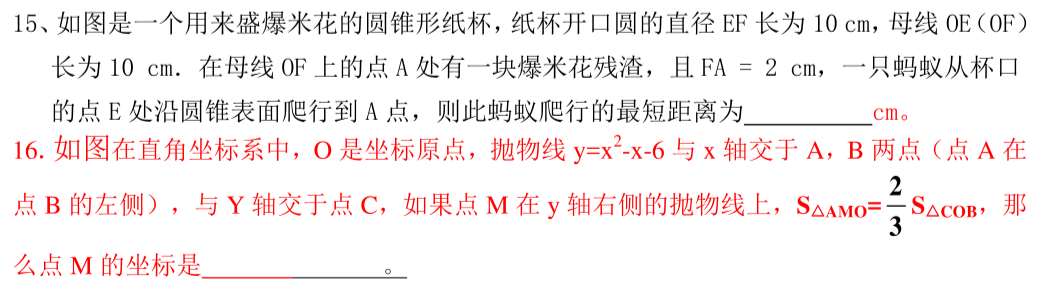 15、如图是一个用来盛爆米花的圆锥形纸杯，纸杯开口圆的直径 EF 长为 10 cm，母线 OE（OF）
长为 10 cm．在母线 OF 上的点 A 处有一块爆米花残渣，且 FA = 2 cm，一只蚂蚁从杯口
的点 E 处沿圆锥表面爬行到 A 点，则此蚂蚁爬行的最短距离为__________cm。
16. 如图在直角坐标系中，O 是坐标原点，抛物线 y=x²-x-6 与 x 轴交于 A，B 两点（点 A 在
点 B 的左侧），与 Y 轴交于点 C，如果点 M 在 y 轴右侧的抛物线上，S△AMO=2/3 S△COB，那
么点 M 的坐标是________________。